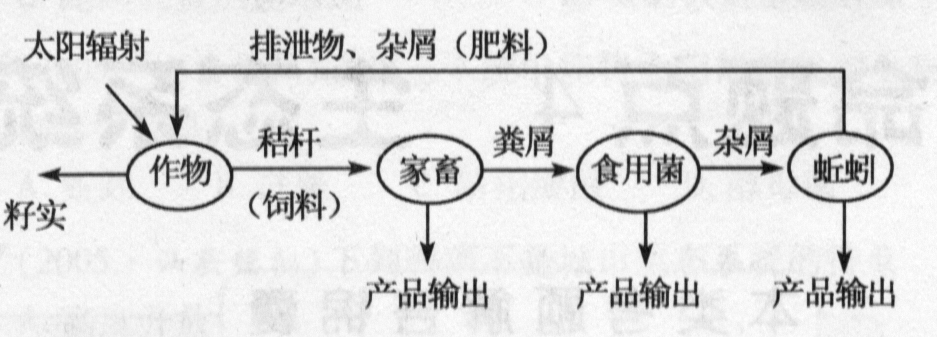 太阳辐射
排泄物、杂屑（肥料）
作物
秸杆
（饲料）
家畜
粪屑
食用菌
杂屑
蚯蚓
籽实
产品输出
产品输出
产品输出